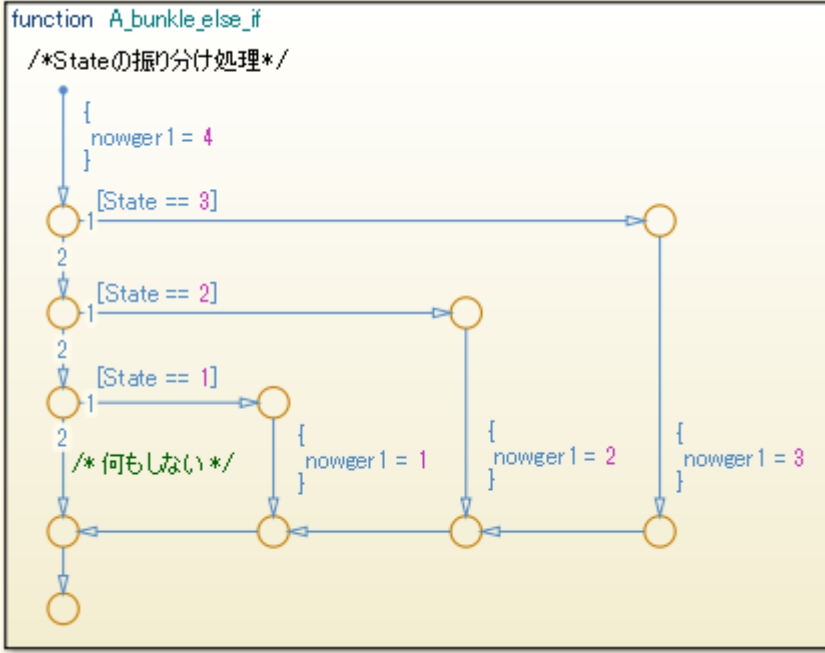 function A_bunkle_else_if
/*Stateの振り分け処理*/
{
nowger1 = 4
}
[State == 3]
1
2
[State == 2]
1
2
[State == 1]
1
2
/* 何もしない */
{
nowger1 = 1
}
{
nowger1 = 2
}
{
nowger1 = 3
}